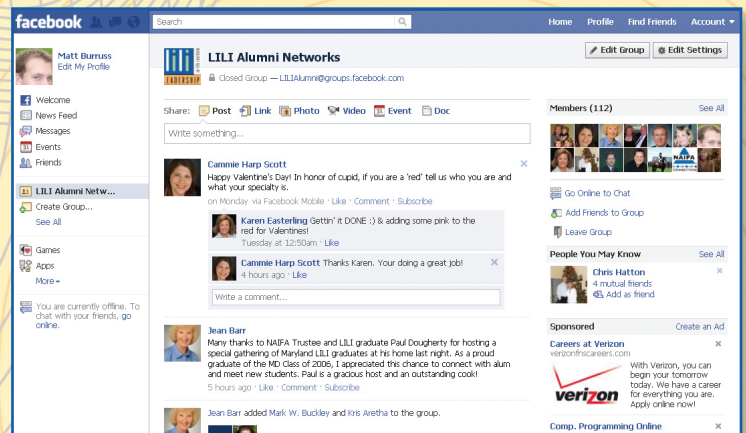 facebook
Search
Home Profile Find Friends Account
Matt Burruss
Edit My Profile
Welcome
News Feed
Messages
Events
Friends
LILI Alumni Netw...
Create Group...
See All
Games
Apps
More
You are currently offline. To
chat with your friends, go
online.
lili
LEADERSHIP
LILI Alumni Networks
Closed Group — LILIAlumni@groups.facebook.com
Edit Group Edit Settings
Share: Post Link Photo Video 31 Event Doc
Write something...
Cammie Harp Scott
Happy Valentine's Day! In honor of cupid, if you are a 'red' tell us who you are and
what your specialty is.
on Monday via Facebook Mobile · Like · Comment · Subscribe
Karen Easterling Gettin' it DONE :) & adding some pink to the
red for Valentines!
Tuesday at 12:50am · Like
Cammie Harp Scott Thanks Karen. Your doing a great job!
4 hours ago · Like
Write a comment...
Jean Barr
Many thanks to NAIFA Trustee and LILI graduate Paul Dougherty for hosting a
special gathering of Maryland LILI graduates at his home last night. As a proud
graduate of the MD Class of 2006, I appreciated this chance to connect with alum
and meet new students. Paul is a gracious host and an outstanding cook!
5 hours ago · Like · Comment · Subscribe
Jean Barr added Mark W. Buckley and Kris Aretha to the group.
Members (112) See All
NAIFA
Go Online to Chat
Add Friends to Group
Leave Group
People You May Know See All
Chris Hatton
4 mutual friends
Add as friend
Sponsored Create an Ad
Careers at Verizon
verizonfnscareers.com
verizon
With Verizon, you can
begin your tomorrow
today. We have a career
for everything you are.
Apply online now!
Comp. Programming Online